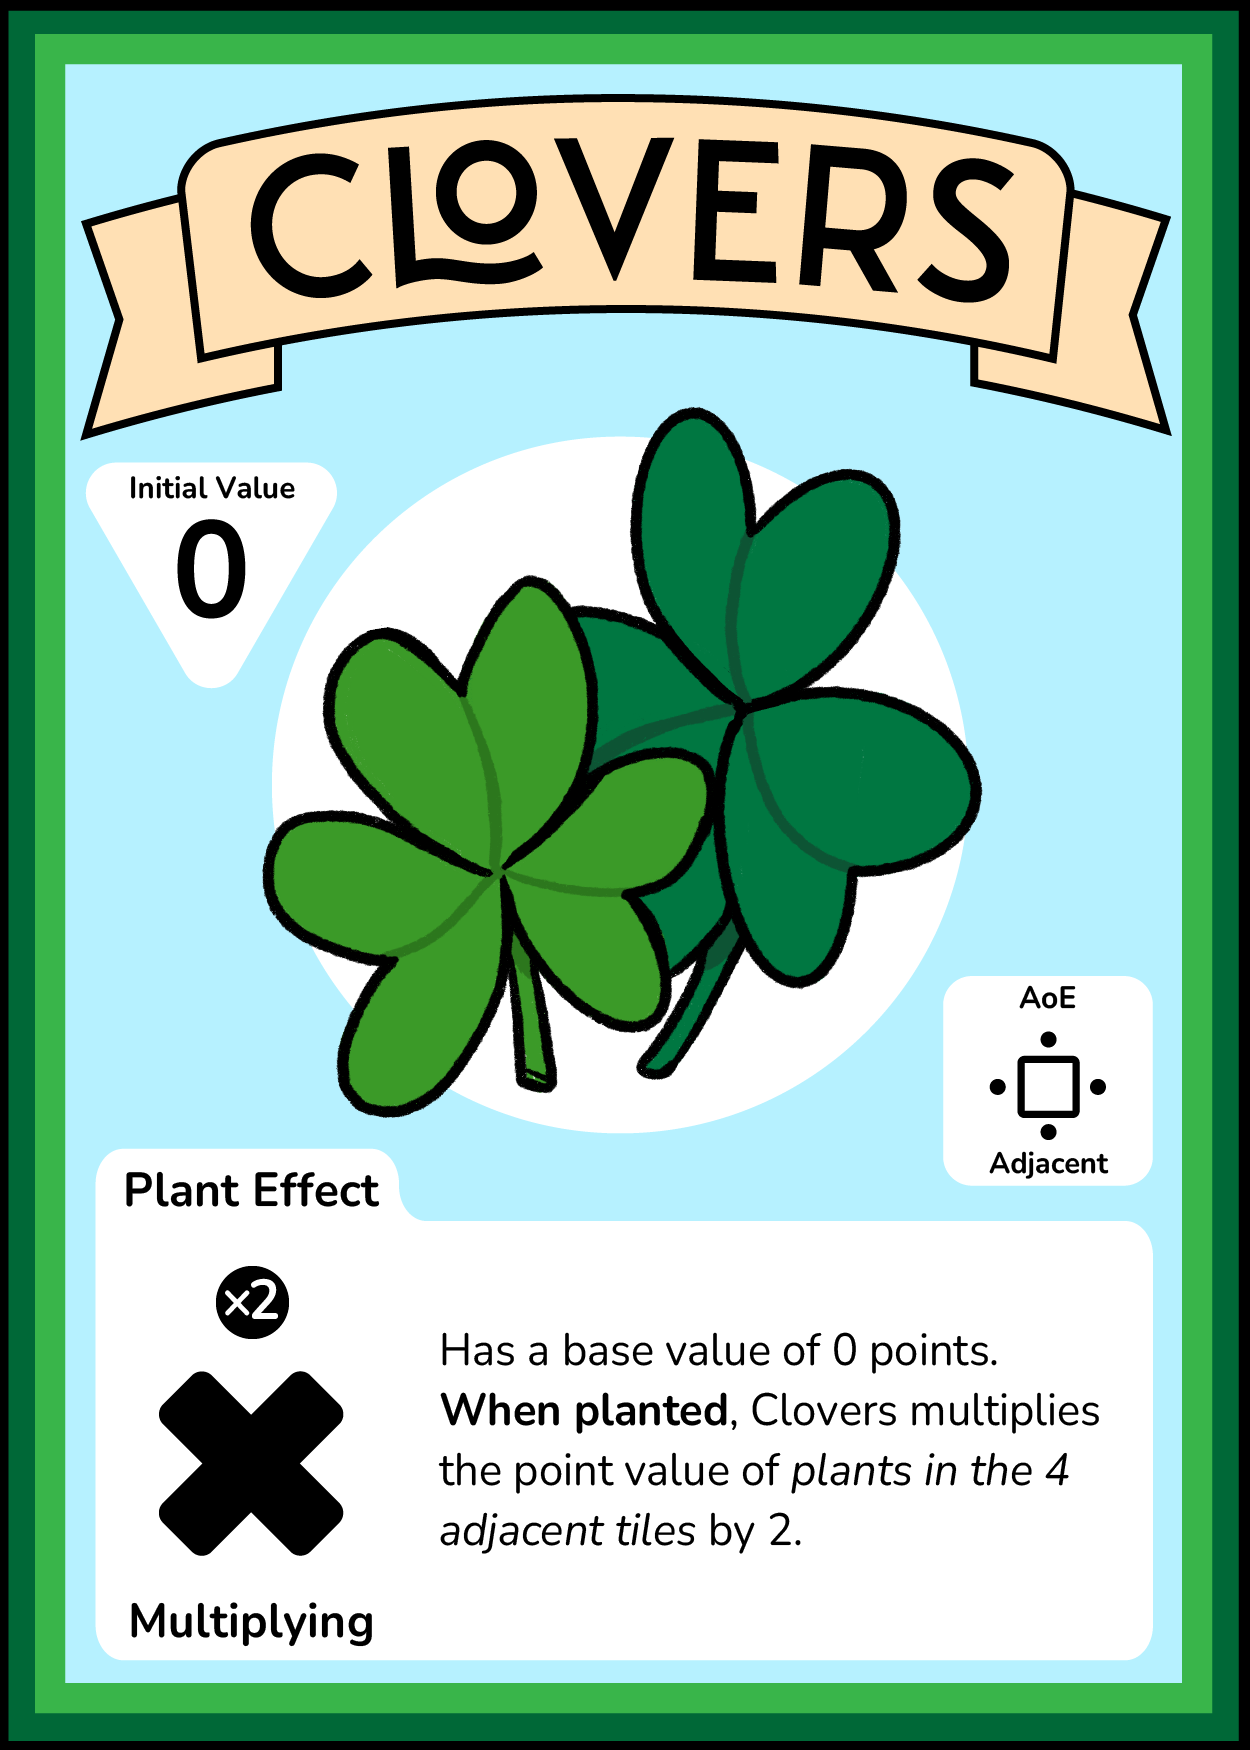 CLOVERS
Initial Value
0
AoE
Adjacent
Plant Effect
×2
Has a base value of 0 points.
When planted, Clovers multiplies
the point value of plants in the 4
adjacent tiles by 2.
Multiplying